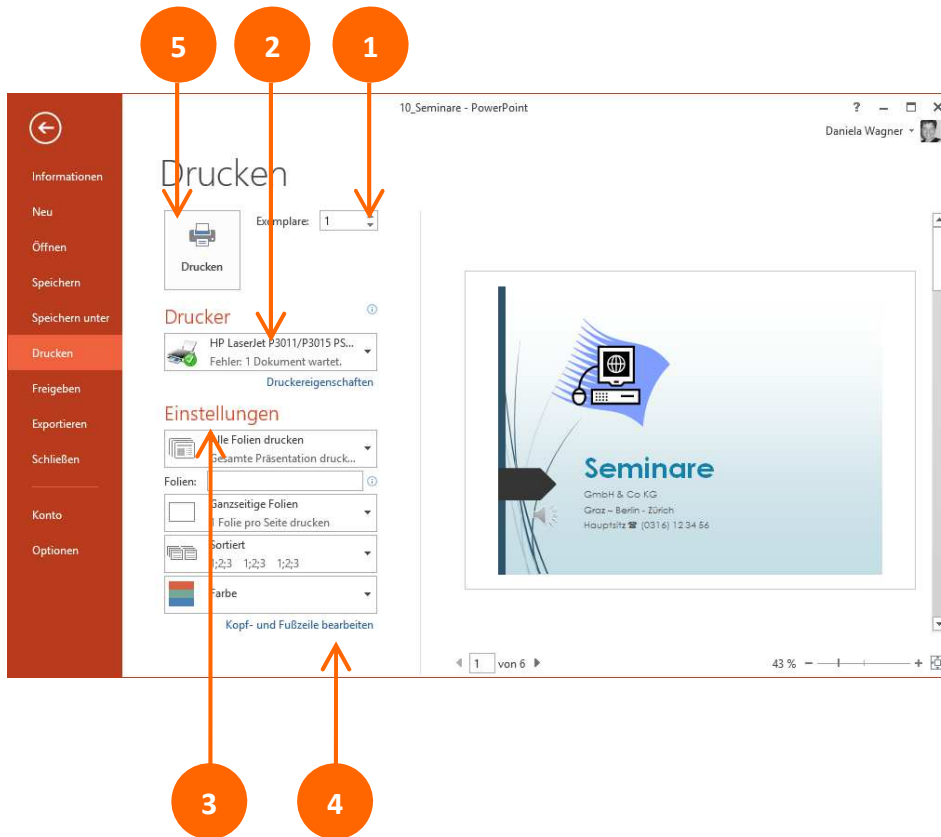 5 2 1
10_Seminare - PowerPoint ?
Daniela Wagner
Informationen
Neu
Öffnen
Speichern
Speichern unter
Drucken
Freigeben
Exportieren
Schließen
Konto
Optionen
Drucken
Exemplare: 1
Drucken
Drucker
HP LaserJet P3011/P3015 PS...
Fehler: 1 Dokument wartet.
Druckereigenschaften
Einstellungen
Alle Folien drucken
Gesamte Präsentation druck...
Folien:
Ganzseitige Folien
1 Folie pro Seite drucken
Sortiert
1;2;3 1;2;3 1;2;3
Farbe
Kopf- und Fußzeile bearbeiten
Seminare
GmbH & Co KG
Graz – Berlin - Zürich
Hauptsitz ☎ (0316) 12 34 56
1 von 6
43 % − +
3 4